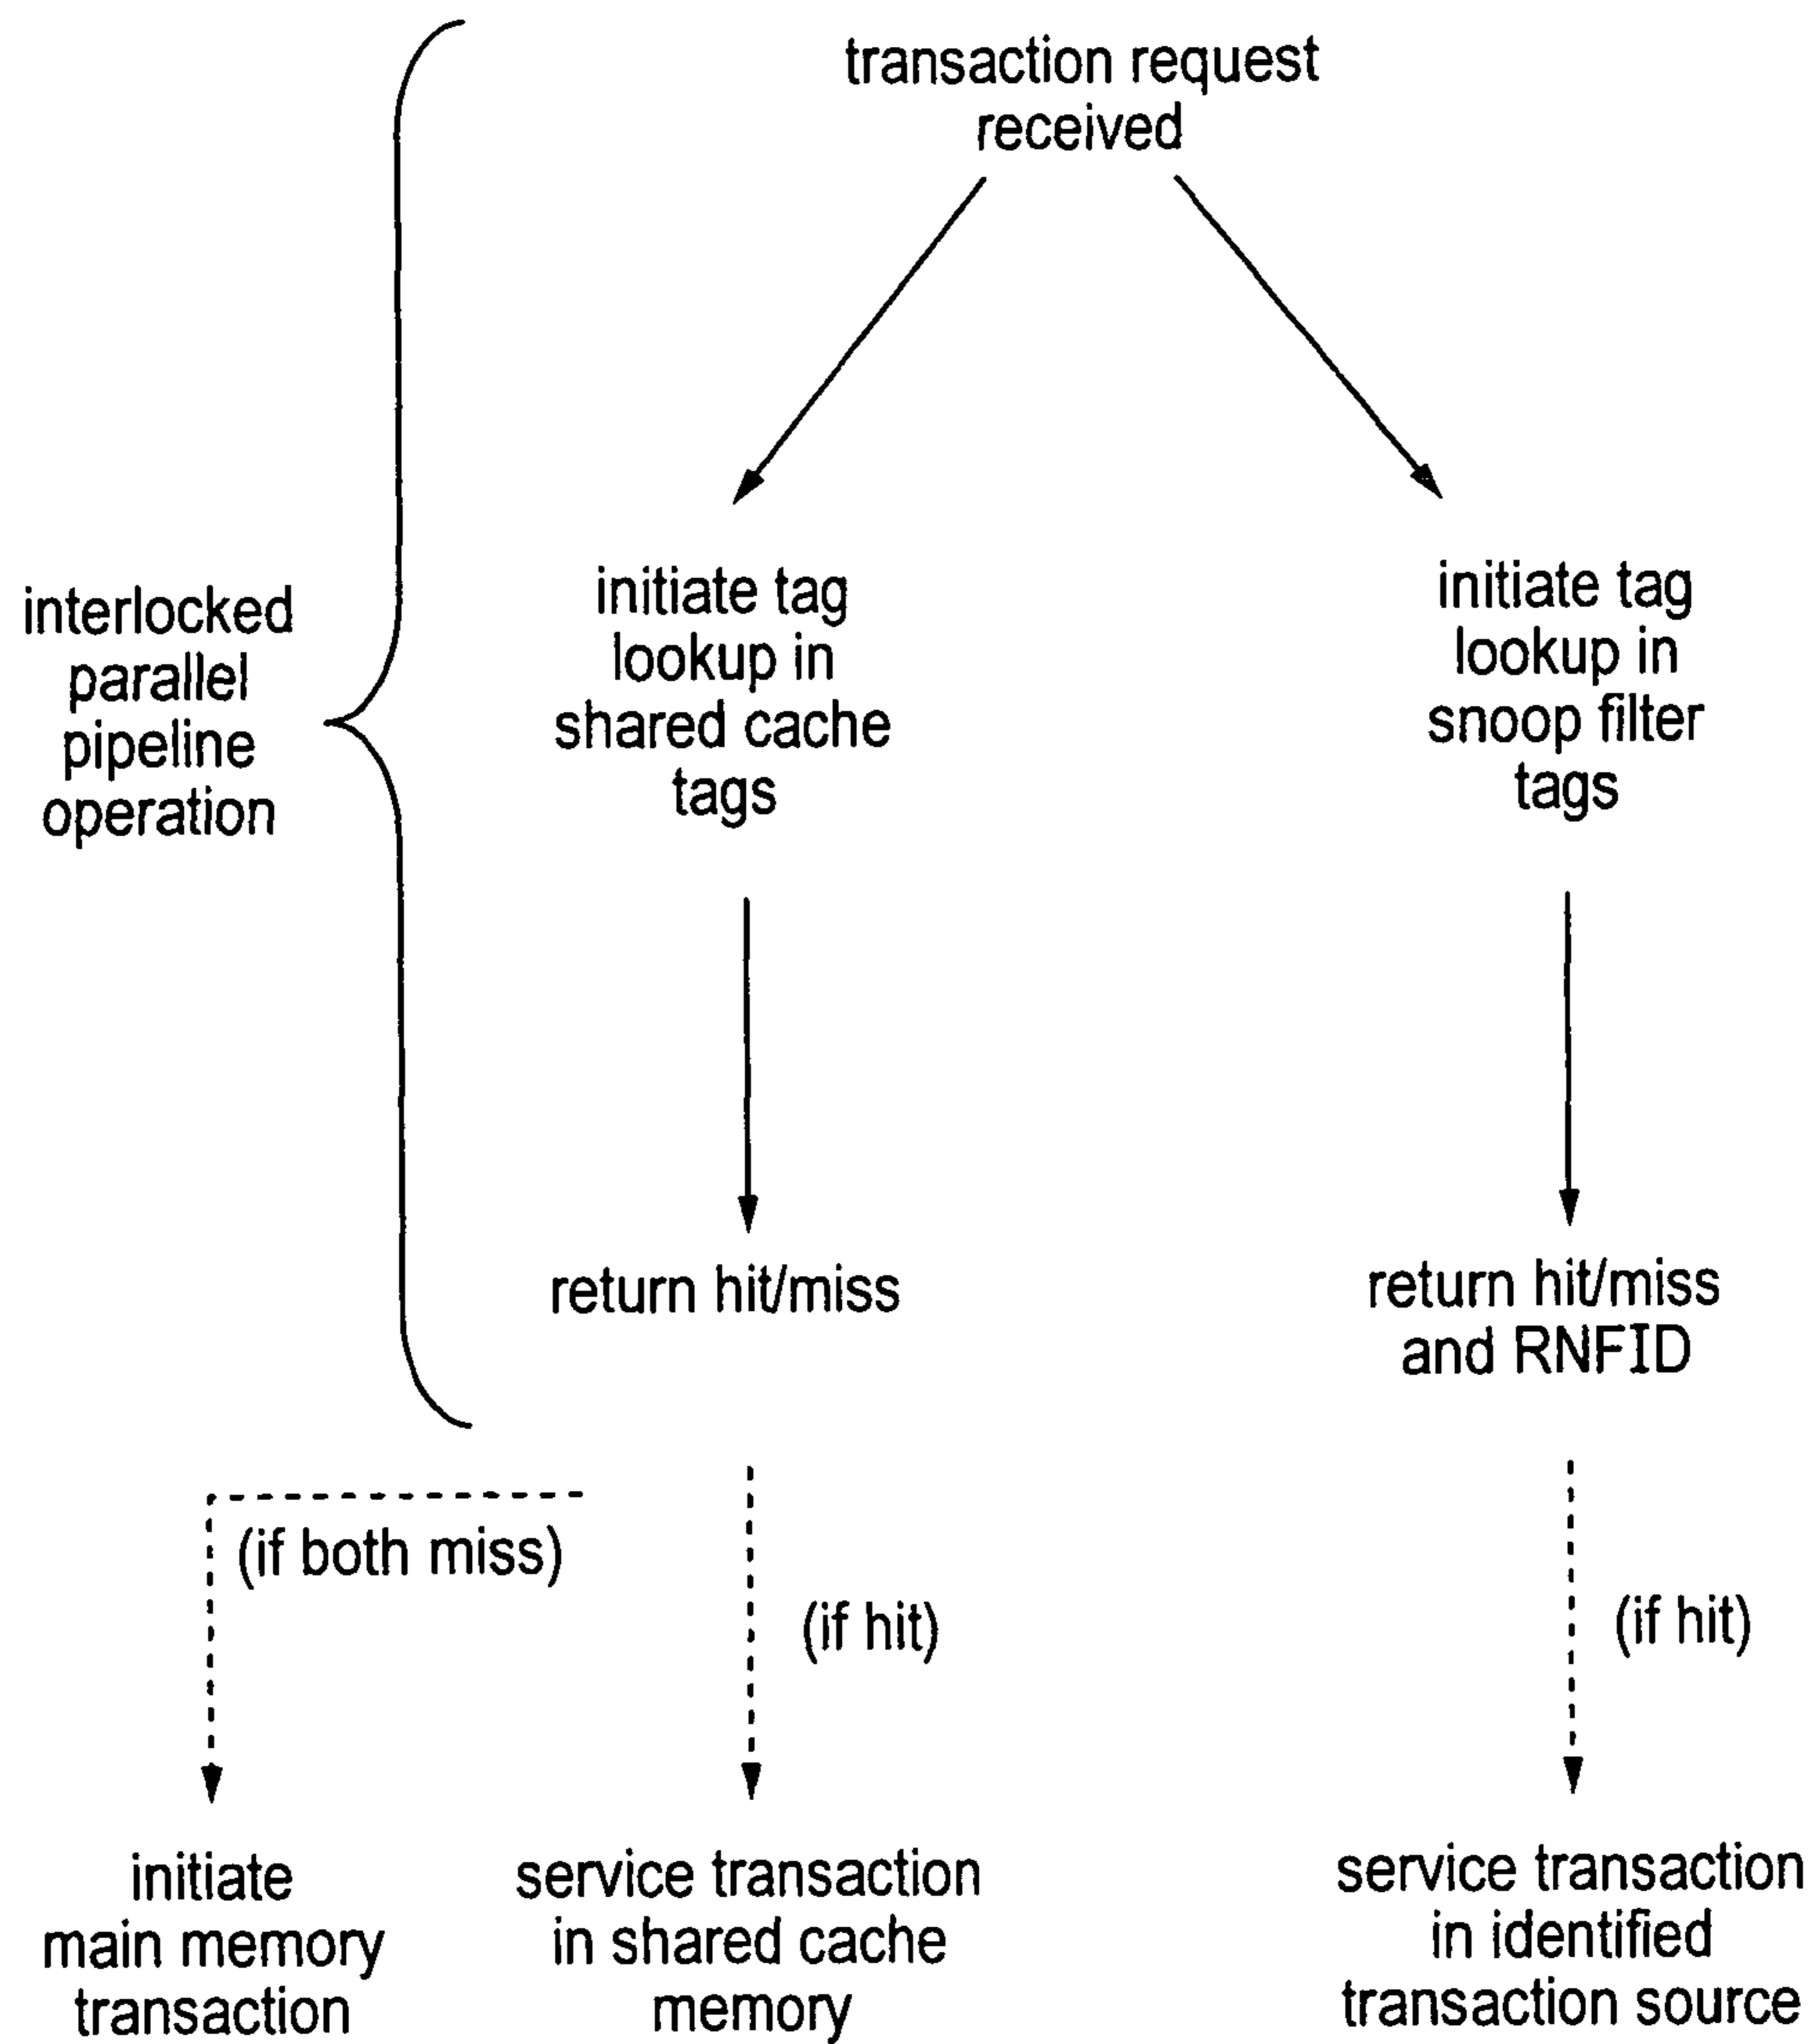 transaction request
received
interlocked
parallel
pipeline
operation
initiate tag
lookup in
shared cache
tags
initiate tag
lookup in
snoop filter
tags
return hit/miss
return hit/miss
and RNFID
(if both miss)
(if hit)
(if hit)
initiate
main memory
transaction
service transaction
in shared cache
memory
service transaction
in identified
transaction source